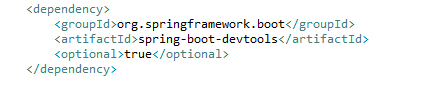 <dependency>
    <groupId>org.springframework.boot</groupId>
    <artifactId>spring-boot-devtools</artifactId>
    <optional>true</optional>
</dependency>